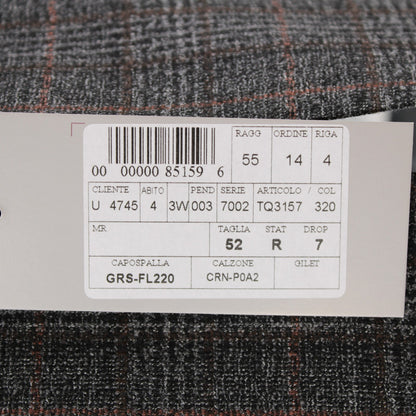 RAGG ORDINE RIGA
55 14 4
00 00000 85159 6
CLIENTE ABITO PEND SERIE ARTICOLO / COL
U 4745 4 3W 003 7002 TQ3157 320
MR TAGLIA STAT DROP
52 R 7
CAPOSPALLA CALZONE GILET
GRS-FL220 CRN-P0A2